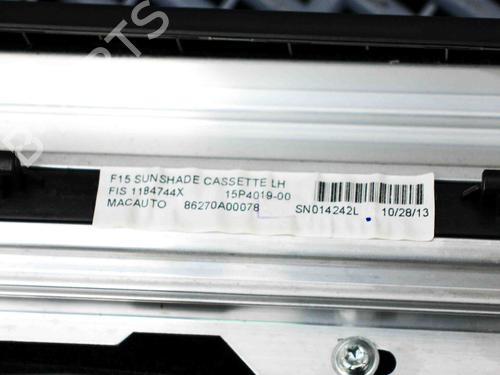 F15 SUNSHADE CASSETTE LH
FIS 1184744X 15P4019-00
MACAUTO 86270A00078 SN014242L 10/28/13